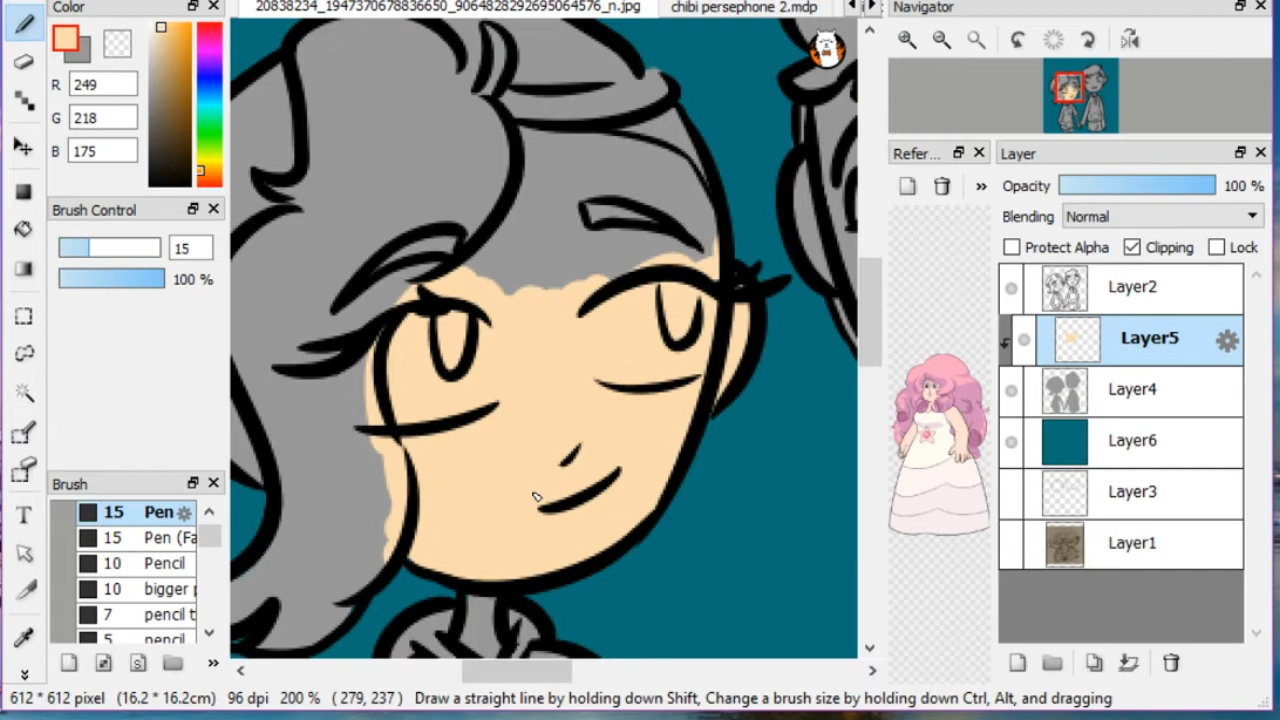 Color
20838234_1947370678836650_9064828292695064576_n.jpg
chibi persephone 2.mdp
Navigator
R 249
G 218
B 175
Refer...
Layer
Opacity 100 %
Brush Control
Blending Normal
15
Protect Alpha Clipping Lock
100 %
Layer2
Layer5
Layer4
Layer6
Layer3
Layer1
Brush
15 Pen
15 Pen (Fa
10 Pencil
10 bigger p
7 pencil t
5 pencil
T
S
612 * 612 pixel (16.2 * 16.2cm) 96 dpi 200 % ( 279, 237 ) Draw a straight line by holding down Shift, Change a brush size by holding down Ctrl, Alt, and dragging